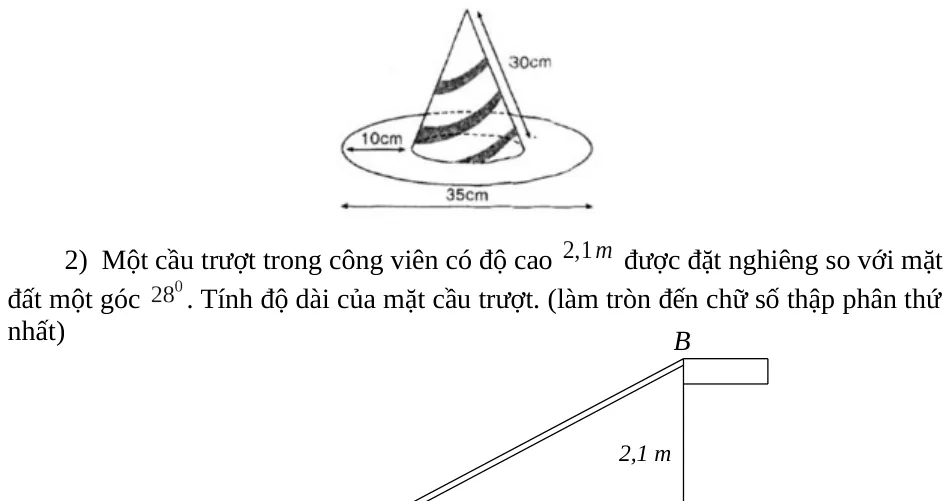 30cm
10cm
35cm
2) Một cầu trượt trong công viên có độ cao 2,1m được đặt nghiêng so với mặt
đất một góc 28⁰. Tính độ dài của mặt cầu trượt. (làm tròn đến chữ số thập phân thứ
nhất)
B
2,1 m